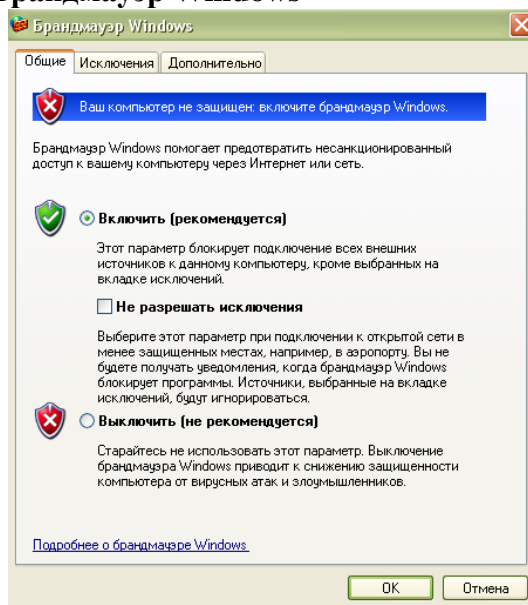 Брандмауэр Windows
Брандмауэр Windows
Общие Исключения Дополнительно
Ваш компьютер не защищен: включите брандмауэр Windows.
Брандмауэр Windows помогает предотвратить несанкционированный
доступ к вашему компьютеру через Интернет или сеть.
Включить (рекомендуется)
Этот параметр блокирует подключение всех внешних
источников к данному компьютеру, кроме выбранных на
вкладке исключений.
Не разрешать исключения
Выберите этот параметр при подключении к открытой сети в
менее защищенных местах, например, в аэропорту. Вы не
будете получать уведомления, когда брандмауэр Windows
блокирует программы. Источники, выбранные на вкладке
исключений, будут игнорироваться.
Выключить (не рекомендуется)
Старайтесь не использовать этот параметр. Выключение
брандмауэра Windows приводит к снижению защищенности
компьютера от вирусных атак и злоумышленников.
Подробнее о брандмауэре Windows
OK Отмена